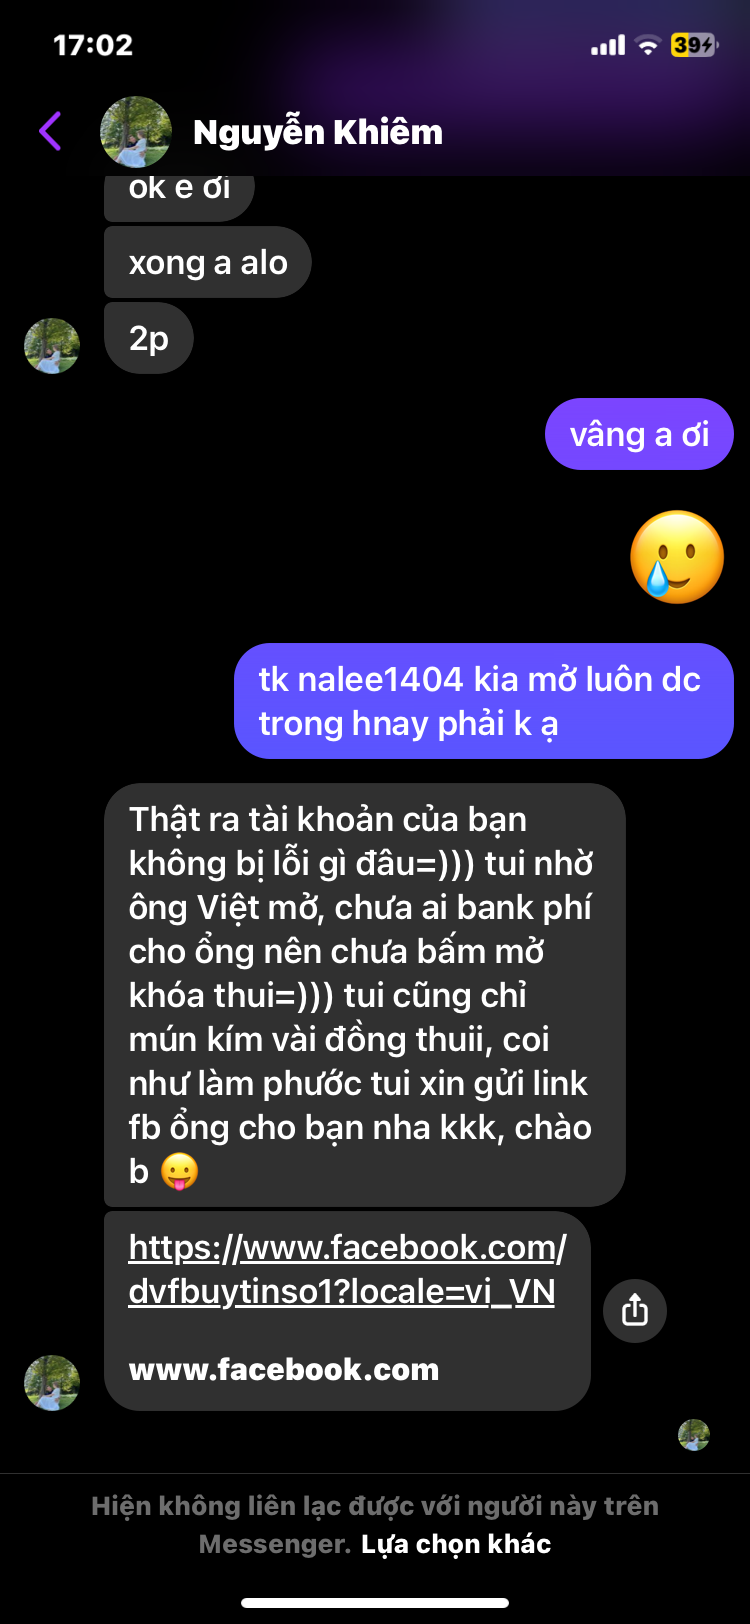 17:02
39
Nguyễn Khiêm
ok e ơi
xong a alo
2p
vâng a ơi
tk nalee1404 kia mở luôn dc
trong hnay phải k ạ
Thật ra tài khoản của bạn
không bị lỗi gì đâu=))) tui nhờ
ông Việt mở, chưa ai bank phí
cho ổng nên chưa bấm mở
khóa thui=))) tui cũng chỉ
mún kím vài đồng thuii, coi
như làm phước tui xin gửi link
fb ổng cho bạn nha kkk, chào
b 😛
https://www.facebook.com/
dvfbuytinso1?locale=vi_VN
www.facebook.com
Hiện không liên lạc được với người này trên
Messenger. Lựa chọn khác